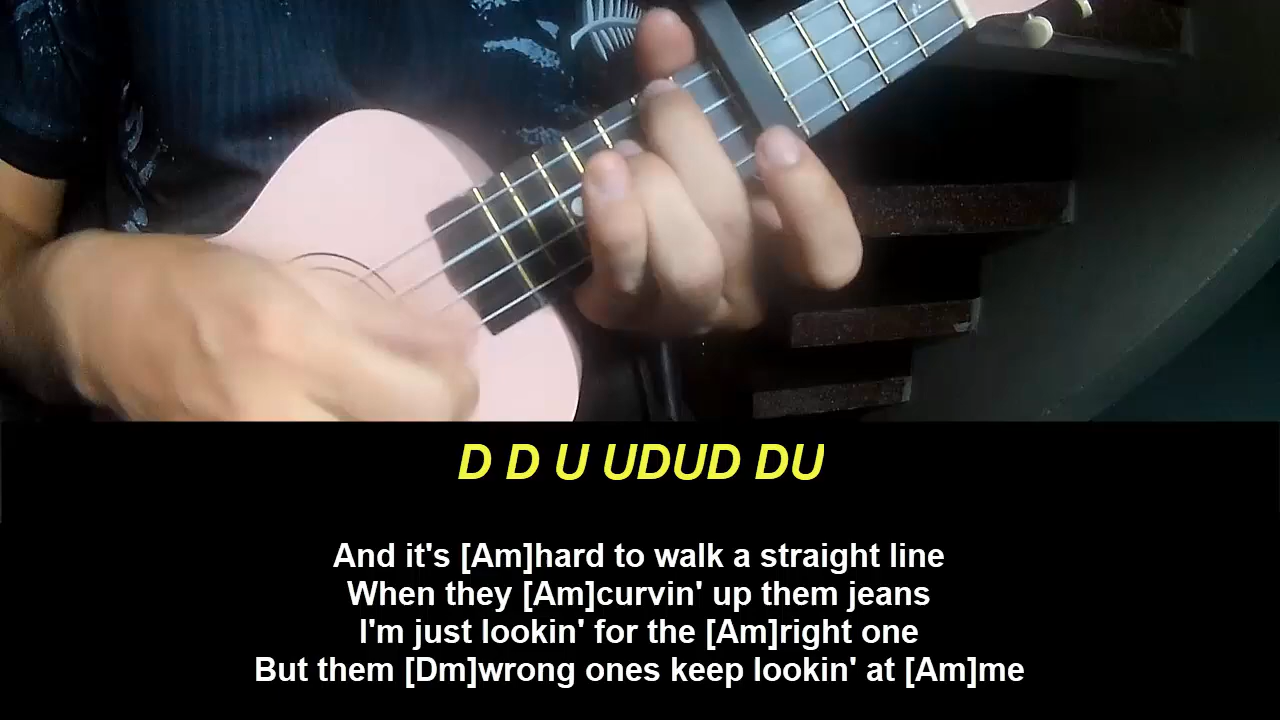 D D U UDUD DU
And it's [Am]hard to walk a straight line
When they [Am]curvin' up them jeans
I'm just lookin' for the [Am]right one
But them [Dm]wrong ones keep lookin' at [Am]me